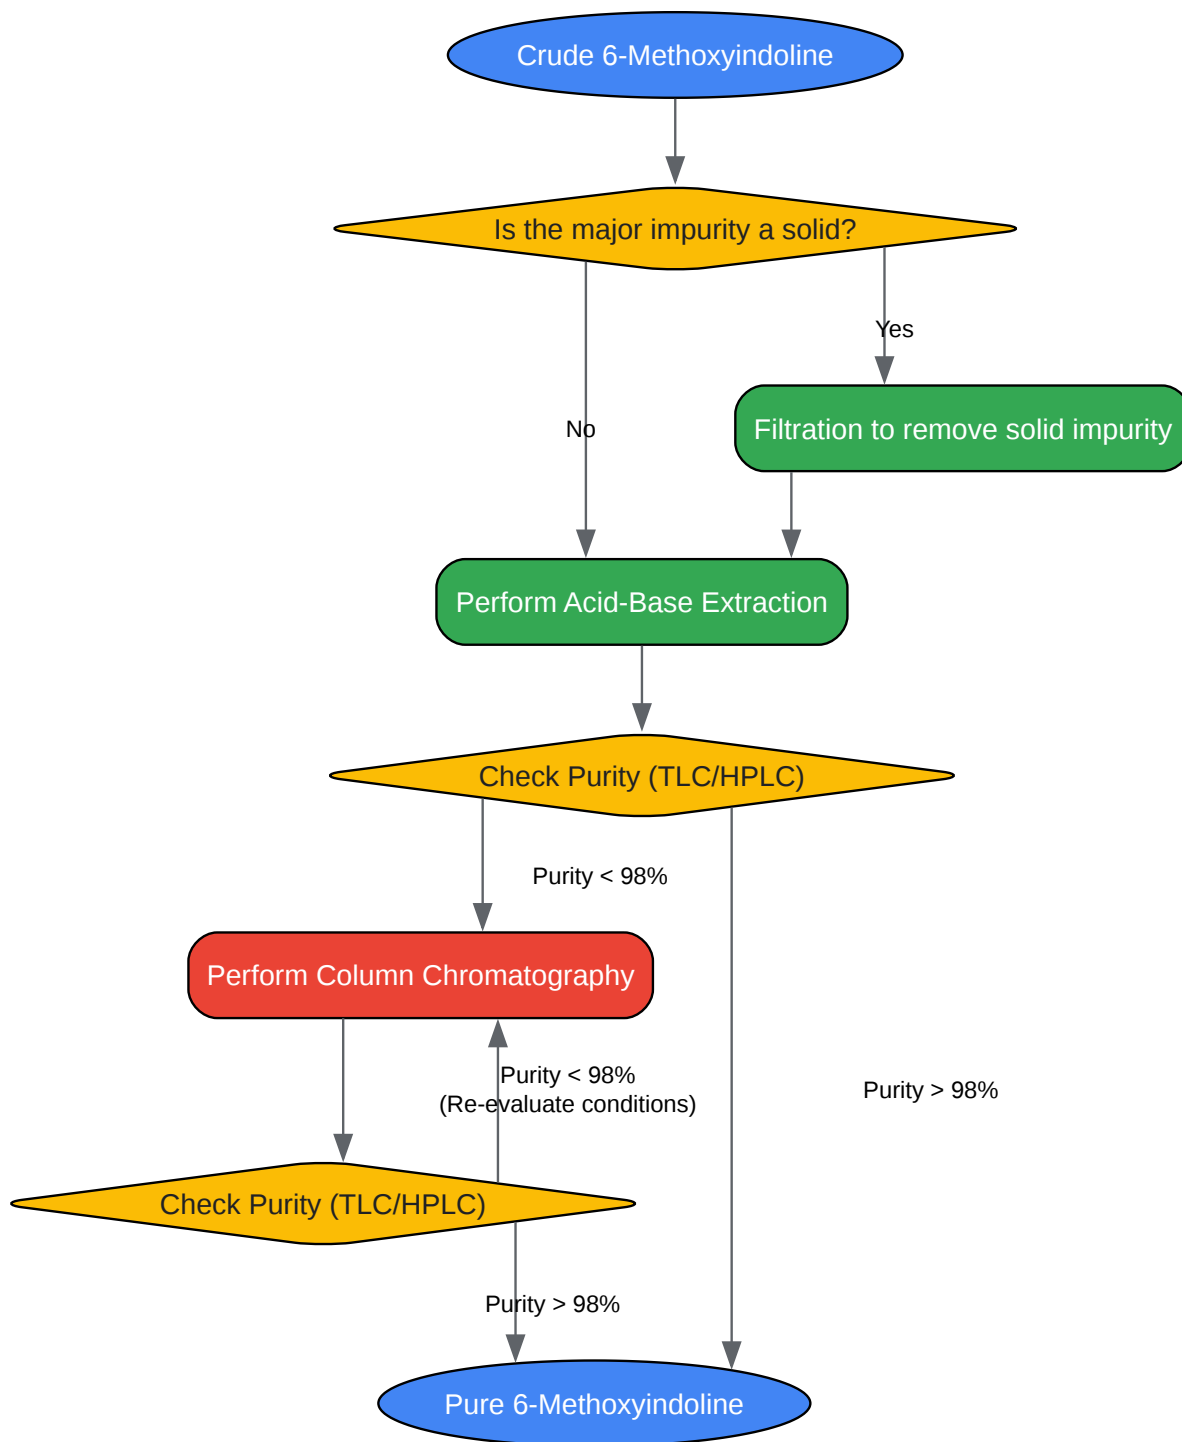 Crude 6-Methoxyindoline
Is the major impurity a solid?
Yes
No
Filtration to remove solid impurity
Perform Acid-Base Extraction
Check Purity (TLC/HPLC)
Purity < 98%
Perform Column Chromatography
Purity < 98%
(Re-evaluate conditions)
Purity > 98%
Check Purity (TLC/HPLC)
Purity > 98%
Pure 6-Methoxyindoline